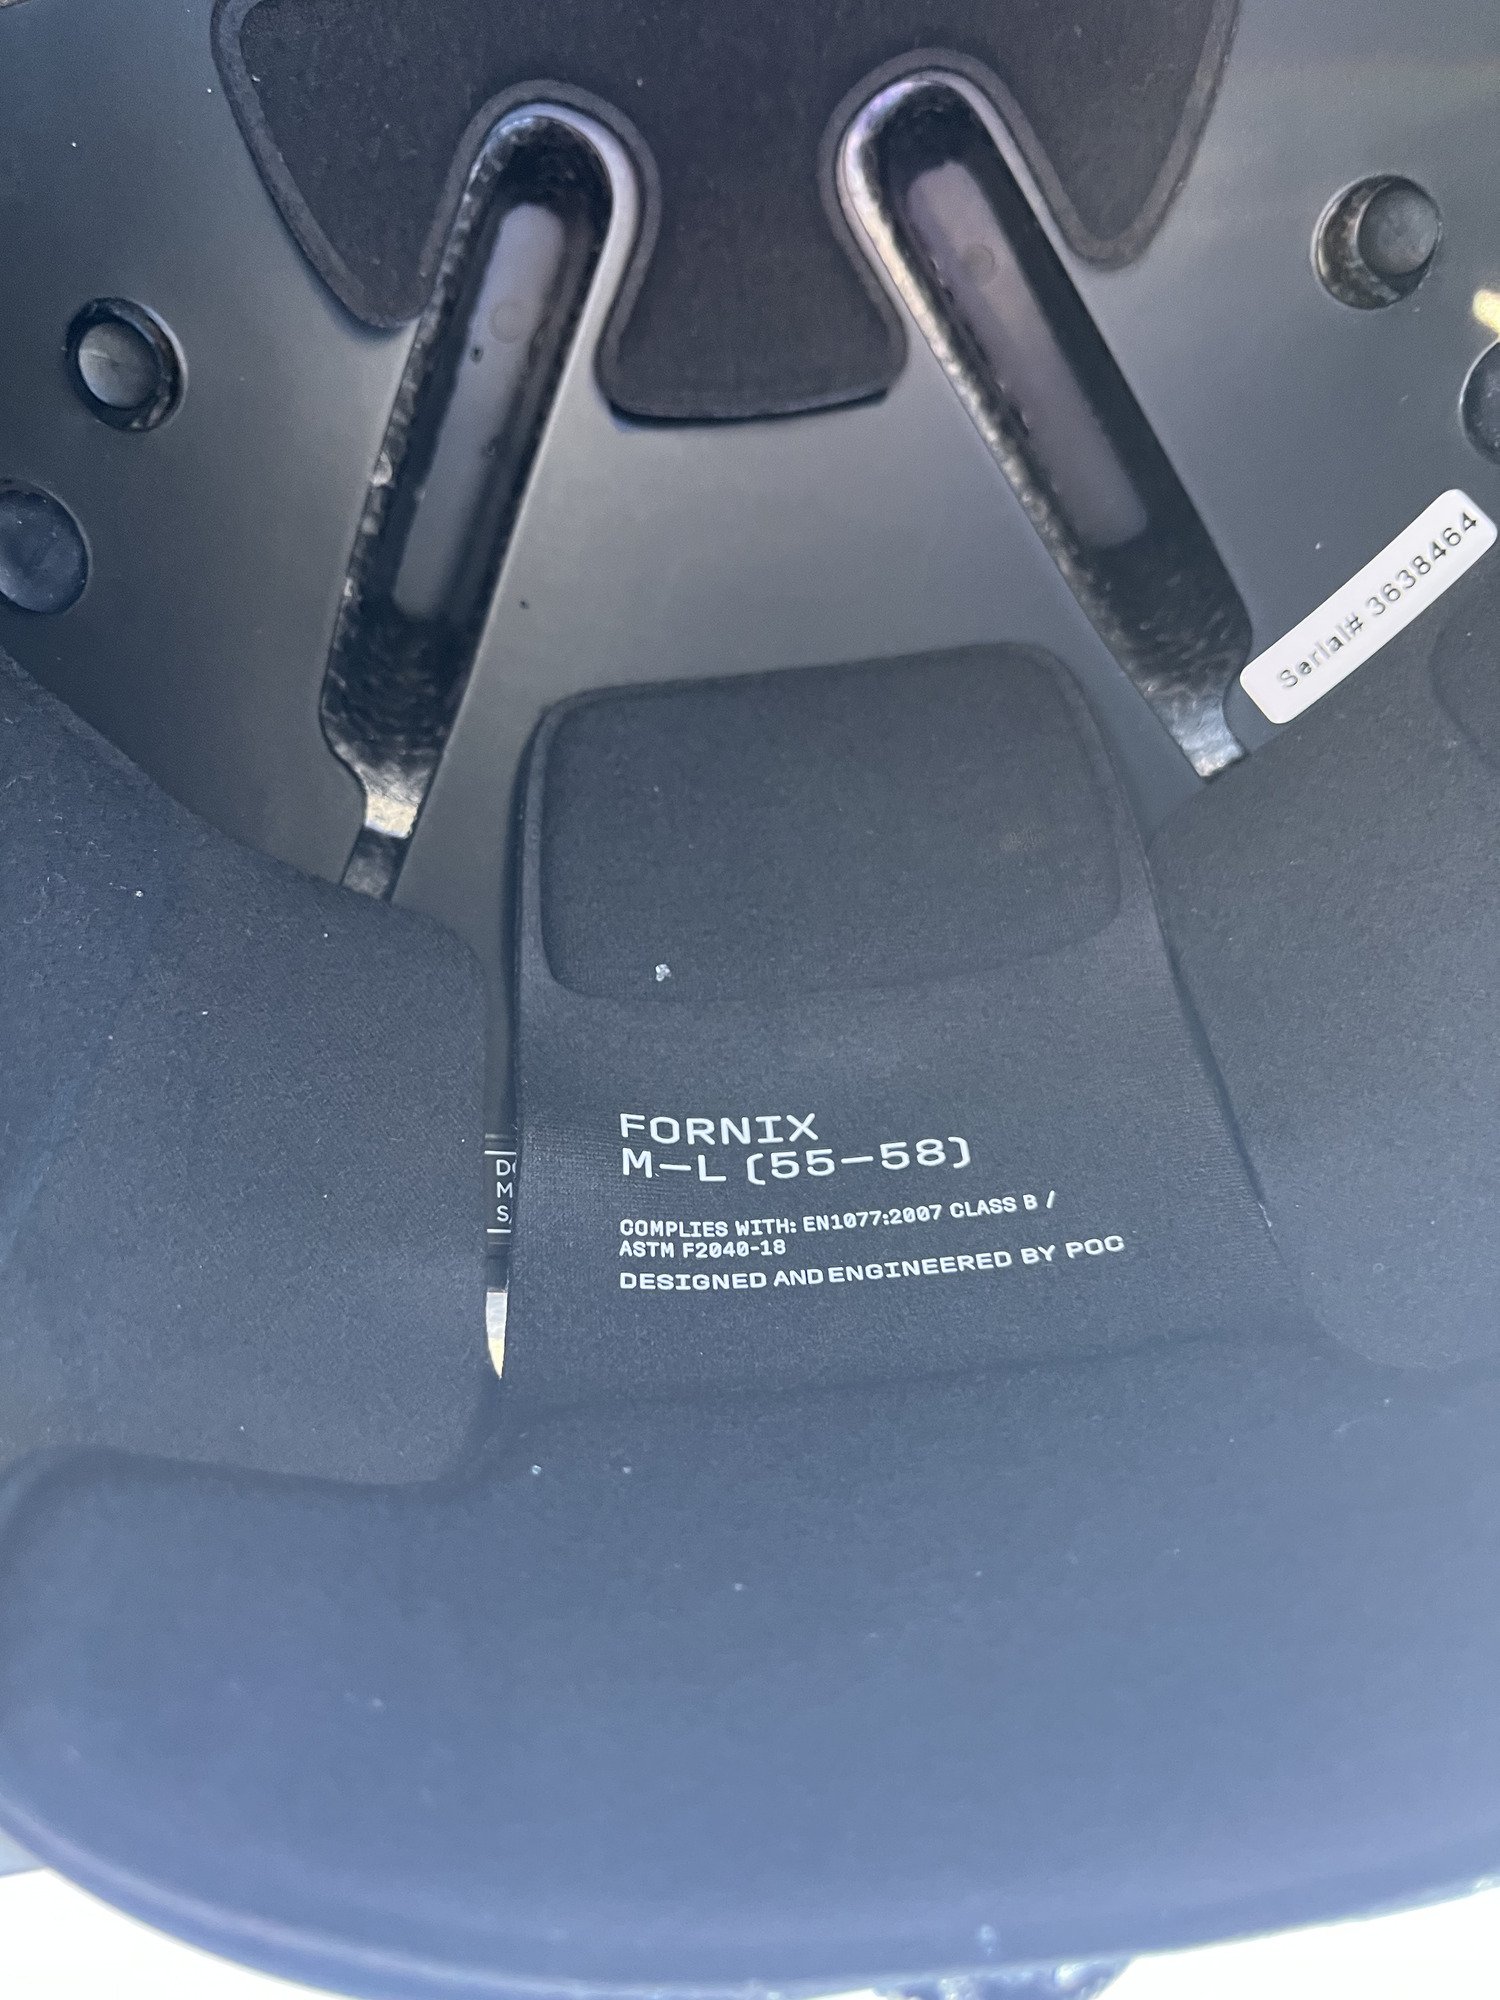 Serial# 3638464
FORNIX
M–L (55–58)
COMPLIES WITH: EN1077:2007 CLASS B /
ASTM F2040-18
DESIGNED AND ENGINEERED BY POC